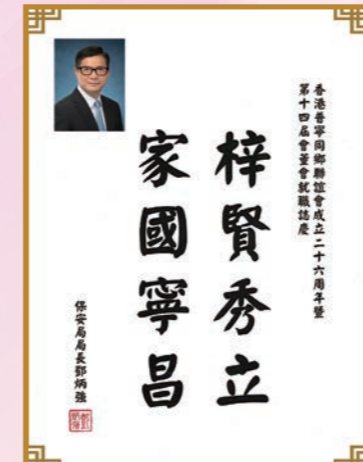 香港普寧同鄉聯誼會成立二十六周年暨
第十四屆會董會就職誌慶
梓賢秀立
家國寧昌
保安局局長鄧炳強